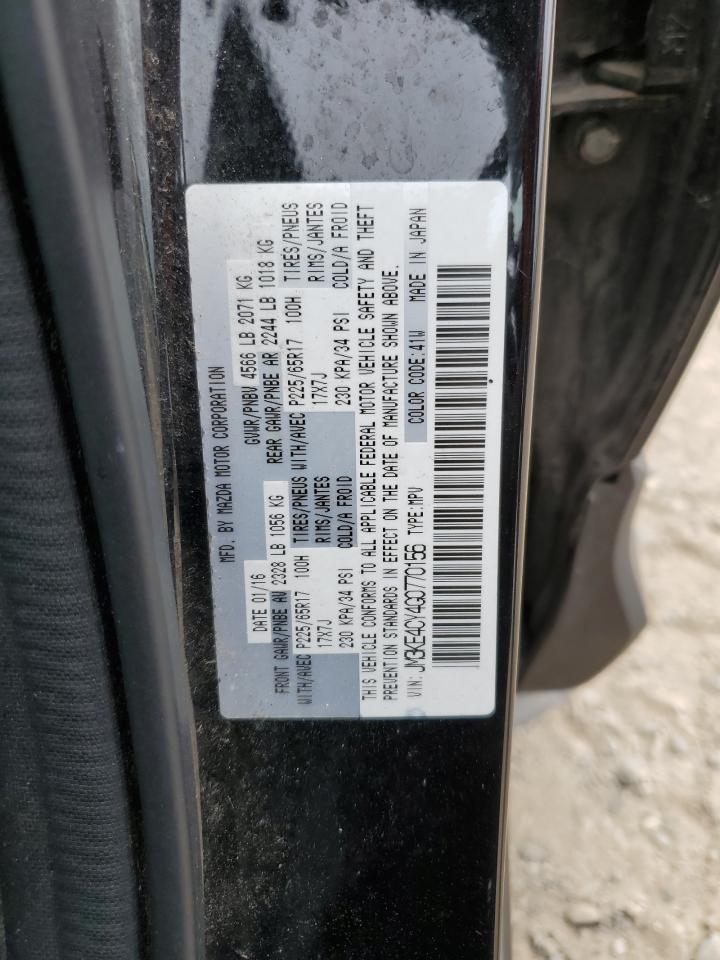 MFD. BY MAZDA MOTOR CORPORATION
DATE 01/16 GVWR/PNBV 4566 LB 2071 KG
FRONT GAWR/PNBE AV 2328 LB 1056 KG REAR GAWR/PNBE AR 2244 LB 1018 KG
WITH/AVEC P225/65R17 100H TIRES/PNEUS WITH/AVEC P225/65R17 100H TIRES/PNEUS
17X7J RIMS/JANTES 17X7J RIMS/JANTES
230 KPA/34 PSI COLD/A FROID 230 KPA/34 PSI COLD/A FROID
THIS VEHICLE CONFORMS TO ALL APPLICABLE FEDERAL MOTOR VEHICLE SAFETY AND THEFT
PREVENTION STANDARDS IN EFFECT ON THE DATE OF MANUFACTURE SHOWN ABOVE.
VIN: JM3KE4CY4G0770156 TYPE:MPV COLOR CODE:41W MADE IN JAPAN